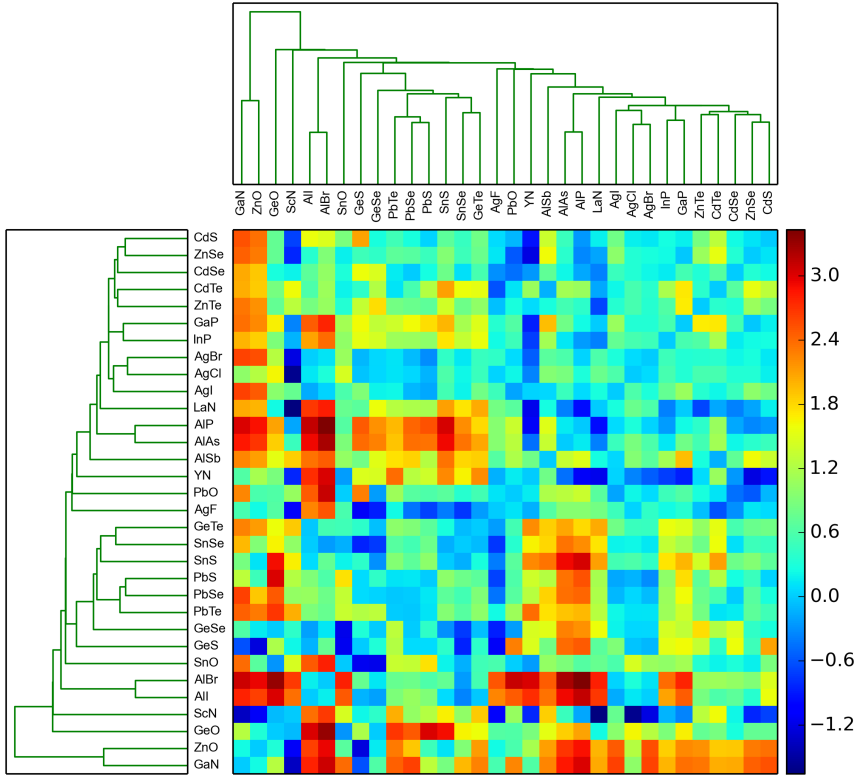 GaN ZnO GeO ScN AlI AlBr SnO GeS GeSe PbTe PbSe PbS SnS SnSe GeTe AgF PbO YN AlSb AlAs AlP LaN AgI AgCl AgBr InP GaP ZnTe CdTe CdSe ZnSe CdS
CdS
ZnSe
CdSe
CdTe
ZnTe
GaP
InP
AgBr
AgCl
AgI
LaN
AlP
AlAs
AlSb
YN
PbO
AgF
GeTe
SnSe
SnS
PbS
PbSe
PbTe
GeSe
GeS
SnO
AlBr
AlI
ScN
GeO
ZnO
GaN
3.0
2.4
1.8
1.2
0.6
0.0
−0.6
−1.2